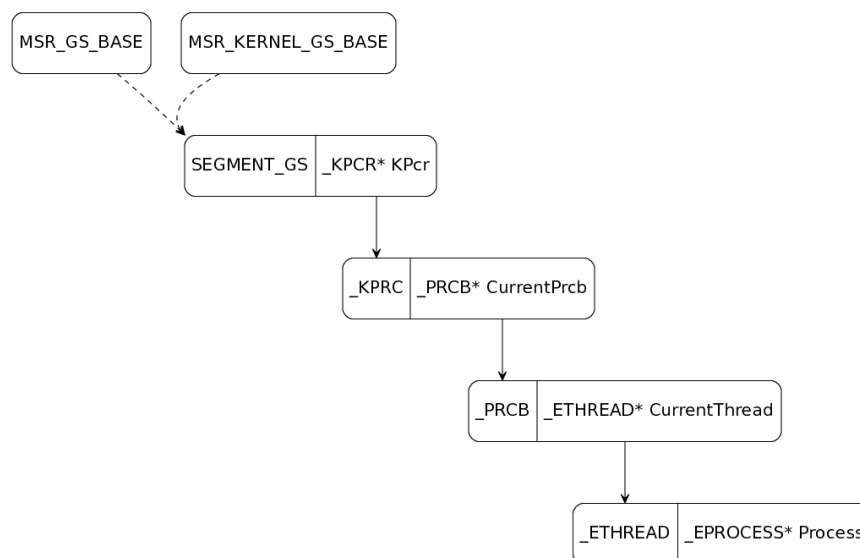 MSR_GS_BASE
MSR_KERNEL_GS_BASE
SEGMENT_GS
_KPCR* KPcr
_KPRC
_PRCB* CurrentPrcb
_PRCB
_ETHREAD* CurrentThread
_ETHREAD
_EPROCESS* Process